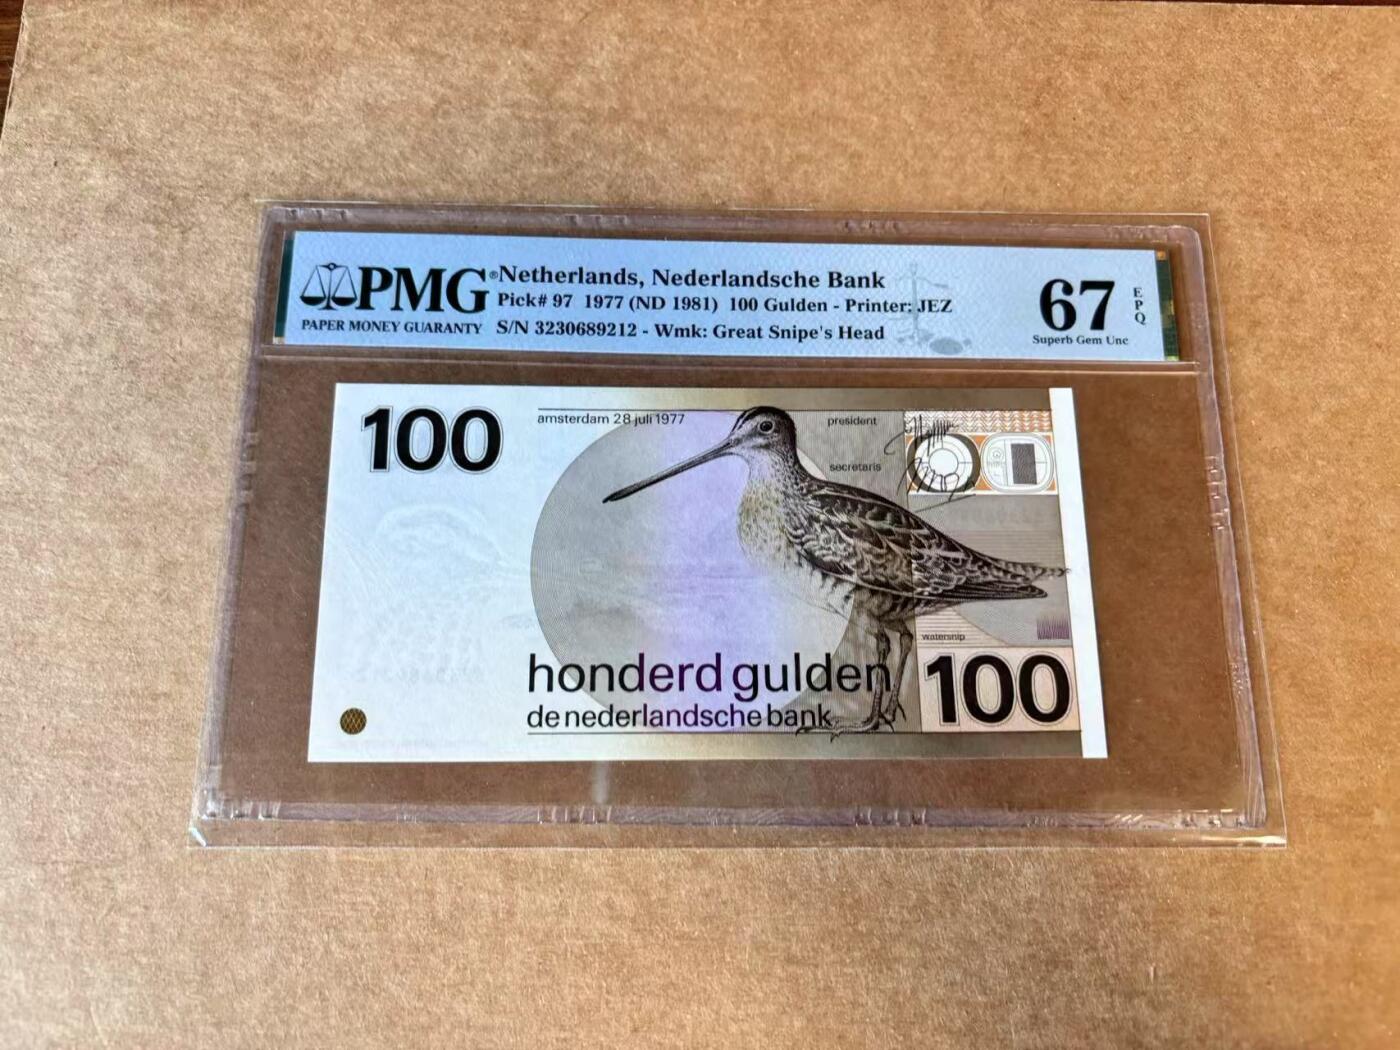 PMG®
PAPER MONEY GUARANTY
Netherlands, Nederlandsche Bank
Pick# 97 1977 (ND 1981) 100 Gulden - Printer: JEZ
S/N 3230689212 - Wmk: Great Snipe's Head
67
EPQ
Superb Gem Unc
100
amsterdam 28 juli 1977
president
secretaris
watersnip
honderd gulden
100
de nederlandsche bank